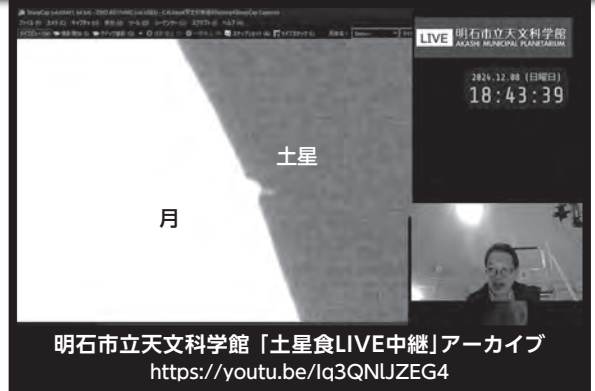 LIVE 明石市立天文科学館
AKASHI MUNICIPAL PLANETARIUM
2024.12.08 (日曜日)
18:43:39
土星
月
明石市立天文科学館「土星食LIVE中継」アーカイブ
https://youtu.be/Iq3QNlJZEG4